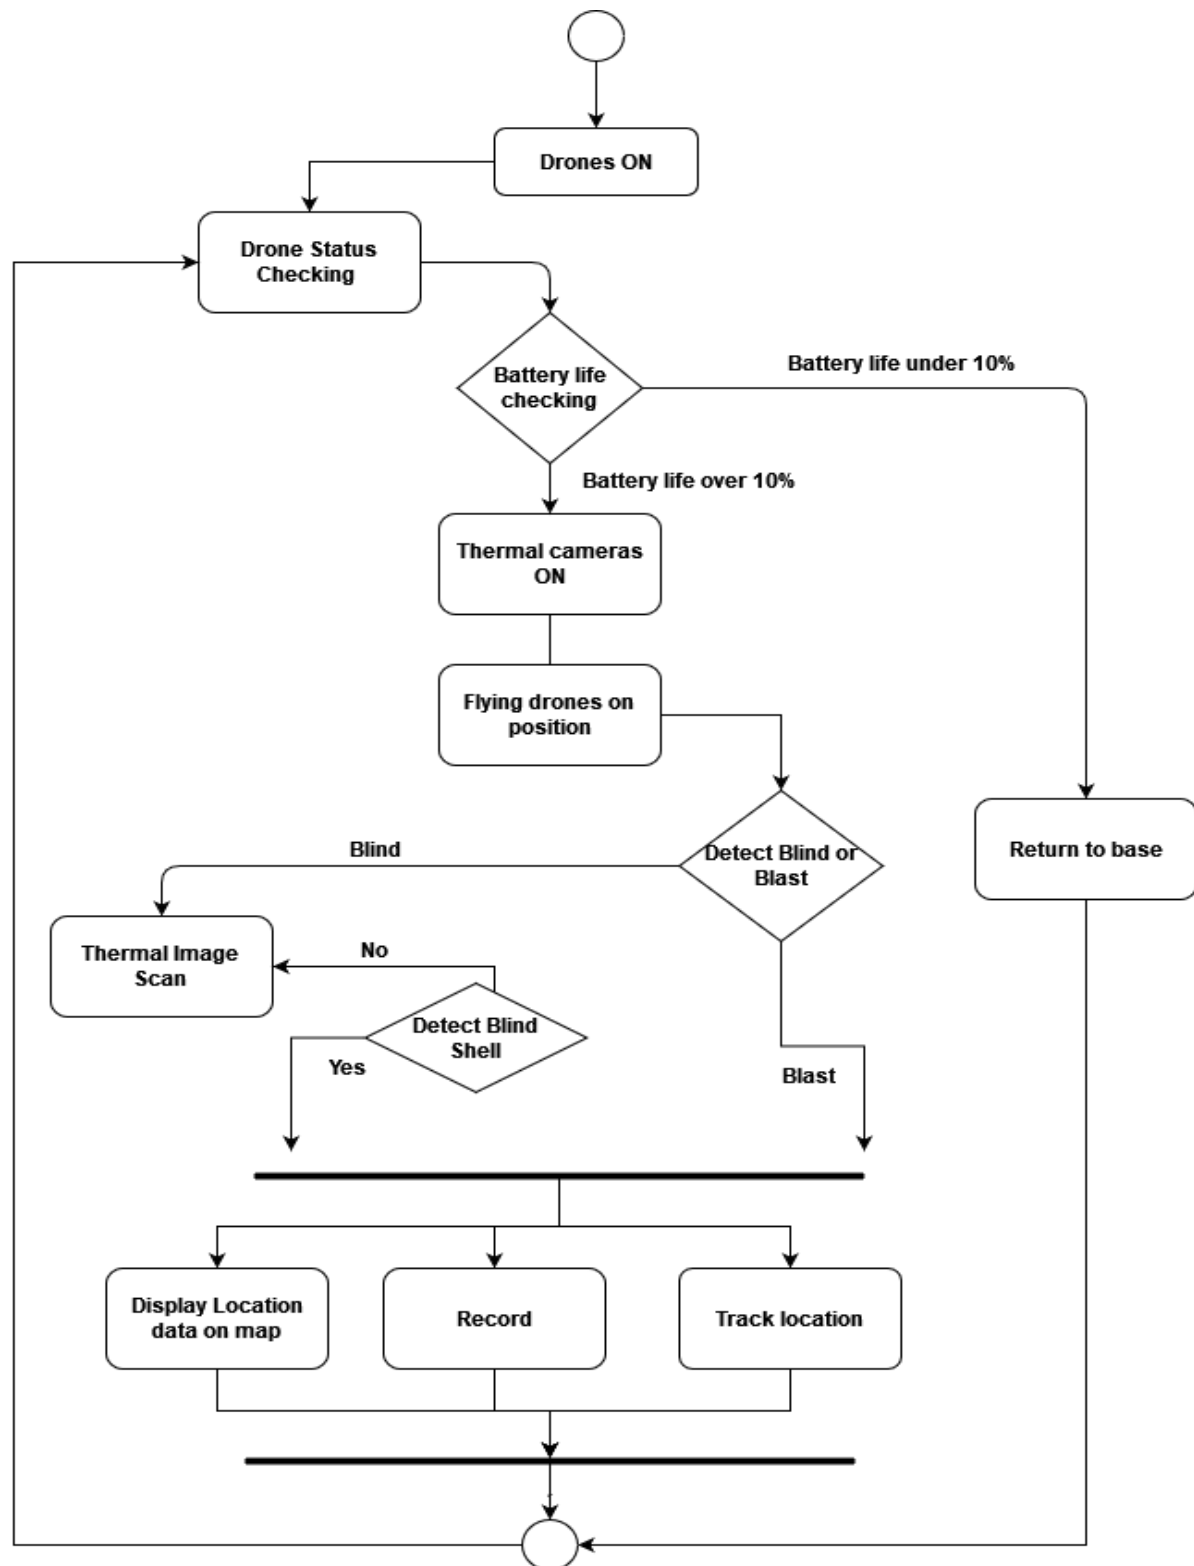 Drones ON
Drone Status
Checking
Battery life
checking
Battery life under 10%
Battery life over 10%
Thermal cameras
ON
Flying drones on
position
Detect Blind or
Blast
Return to base
Blind
Thermal Image
Scan
No
Detect Blind
Shell
Yes
Blast
Display Location
data on map
Record
Track location